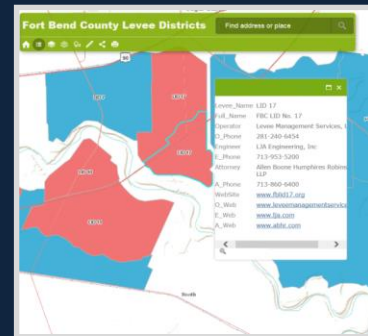 Fort Bend County Levee Districts
Find address or place
90
LID 17
Levee_Name LID 17
Full_Name FBC LID No. 17
Operator Levee Management Services, L
O_Phone 281-240-6454
Engineer LJA Engineering, Inc
E_Phone 713-953-5200
Attorney Allen Boone Humphries Robins
LLP
A_Phone 713-860-6400
WebSite www.fblid17.org
O_Web www.leveemanagementservice
E_Web www.lja.com
A_Web www.abhr.com